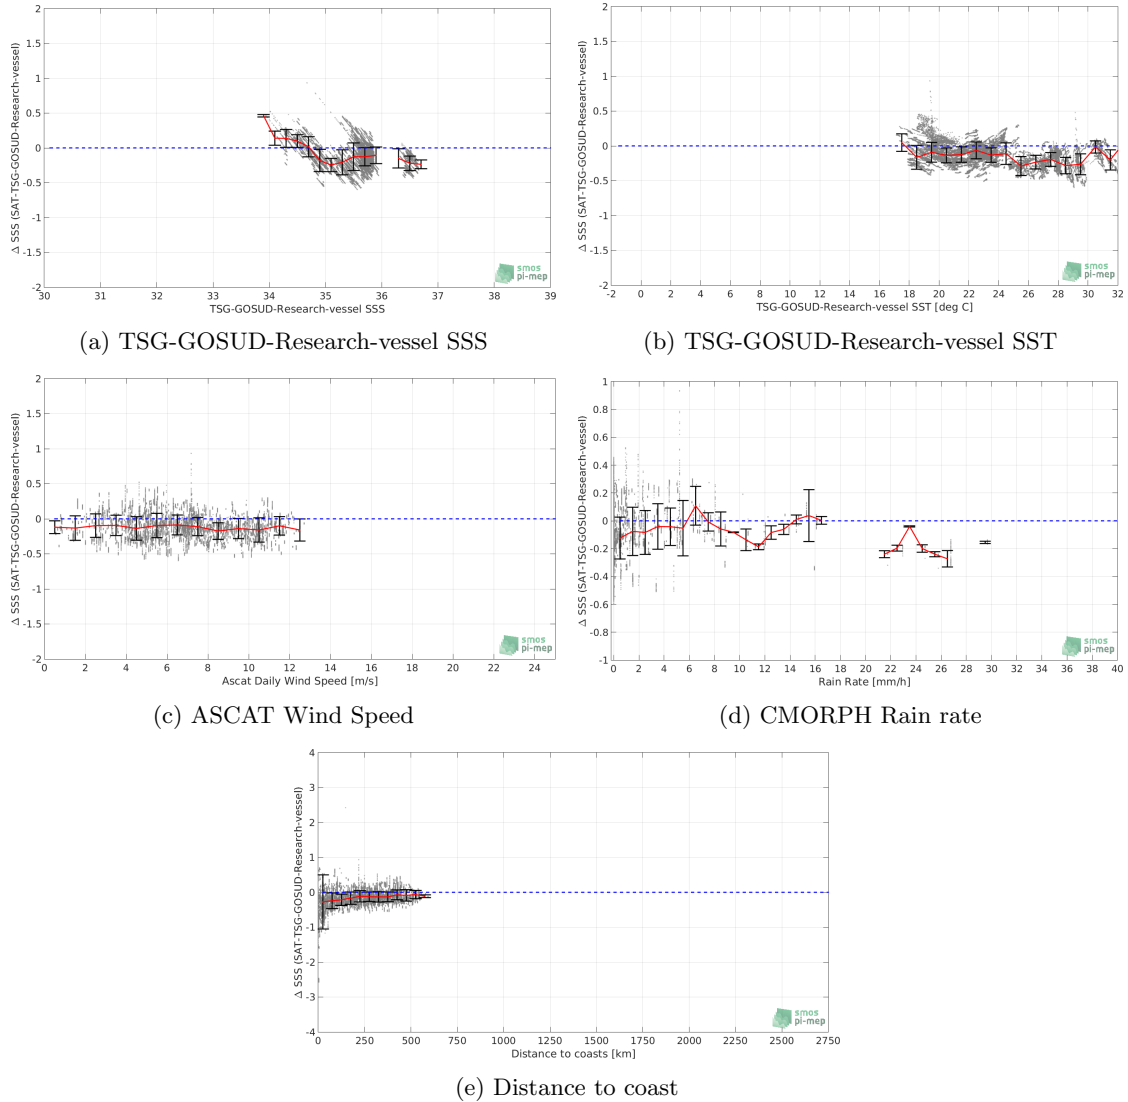 Δ SSS (SAT-TSG-GOSUD-Research-vessel)
2
1.5
1
0.5
0
-0.5
-1
-1.5
-2
30 31 32 33 34 35 36 37 38 39
TSG-GOSUD-Research-vessel SSS
smos
pi-mep
(a) TSG-GOSUD-Research-vessel SSS
Δ SSS (SAT-TSG-GOSUD-Research-vessel)
2
1.5
1
0.5
0
-0.5
-1
-1.5
-2
-2 0 2 4 6 8 10 12 14 16 18 20 22 24 26 28 30 32
TSG-GOSUD-Research-vessel SST [deg C]
smos
pi-mep
(b) TSG-GOSUD-Research-vessel SST
Δ SSS (SAT-TSG-GOSUD-Research-vessel)
2
1.5
1
0.5
0
-0.5
-1
-1.5
-2
0 2 4 6 8 10 12 14 16 18 20 22 24
Ascat Daily Wind Speed [m/s]
smos
pi-mep
(c) ASCAT Wind Speed
Δ SSS (SAT-TSG-GOSUD-Research-vessel)
1
0.8
0.6
0.4
0.2
0
-0.2
-0.4
-0.6
-0.8
-1
0 2 4 6 8 10 12 14 16 18 20 22 24 26 28 30 32 34 36 38 40
Rain Rate [mm/h]
smos
pi-mep
(d) CMORPH Rain rate
Δ SSS (SAT-TSG-GOSUD-Research-vessel)
4
3
2
1
0
-1
-2
-3
-4
0 250 500 750 1000 1250 1500 1750 2000 2250 2500 2750
Distance to coasts [km]
smos
pi-mep
(e) Distance to coast